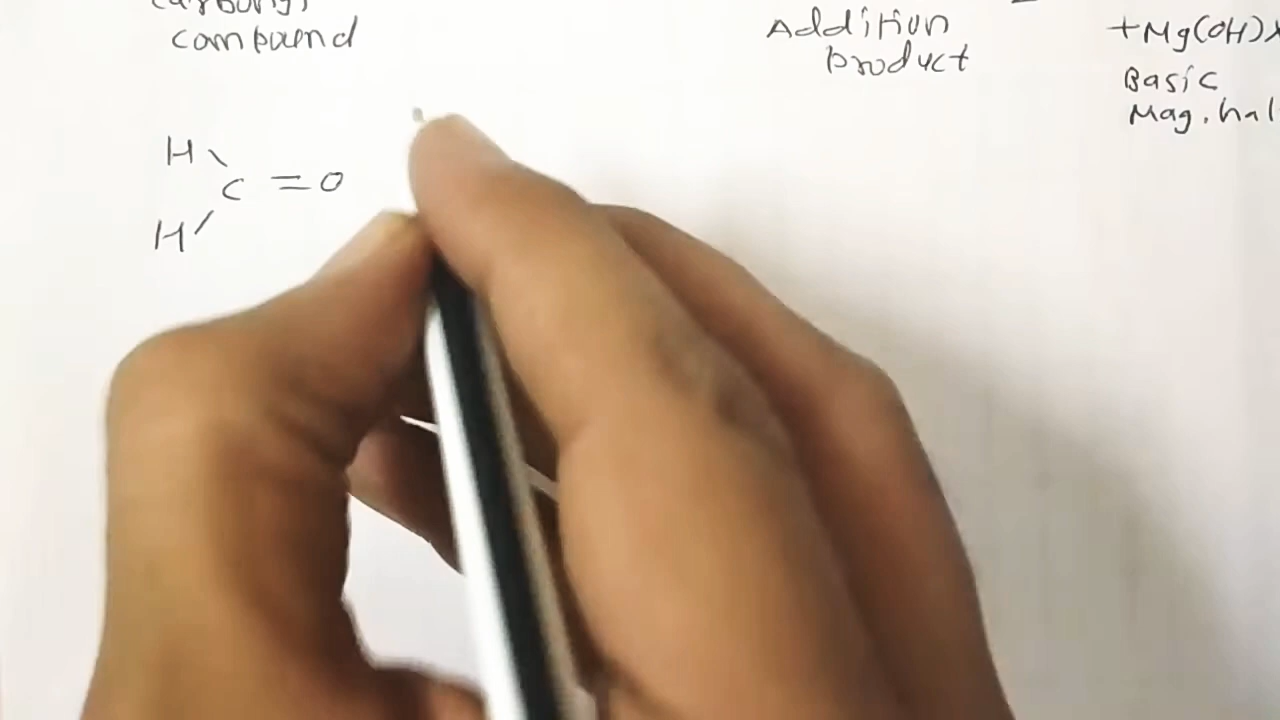 compound
Addition
product
+Mg(OH)X
Basic
Mag. hal
H
C = O
H